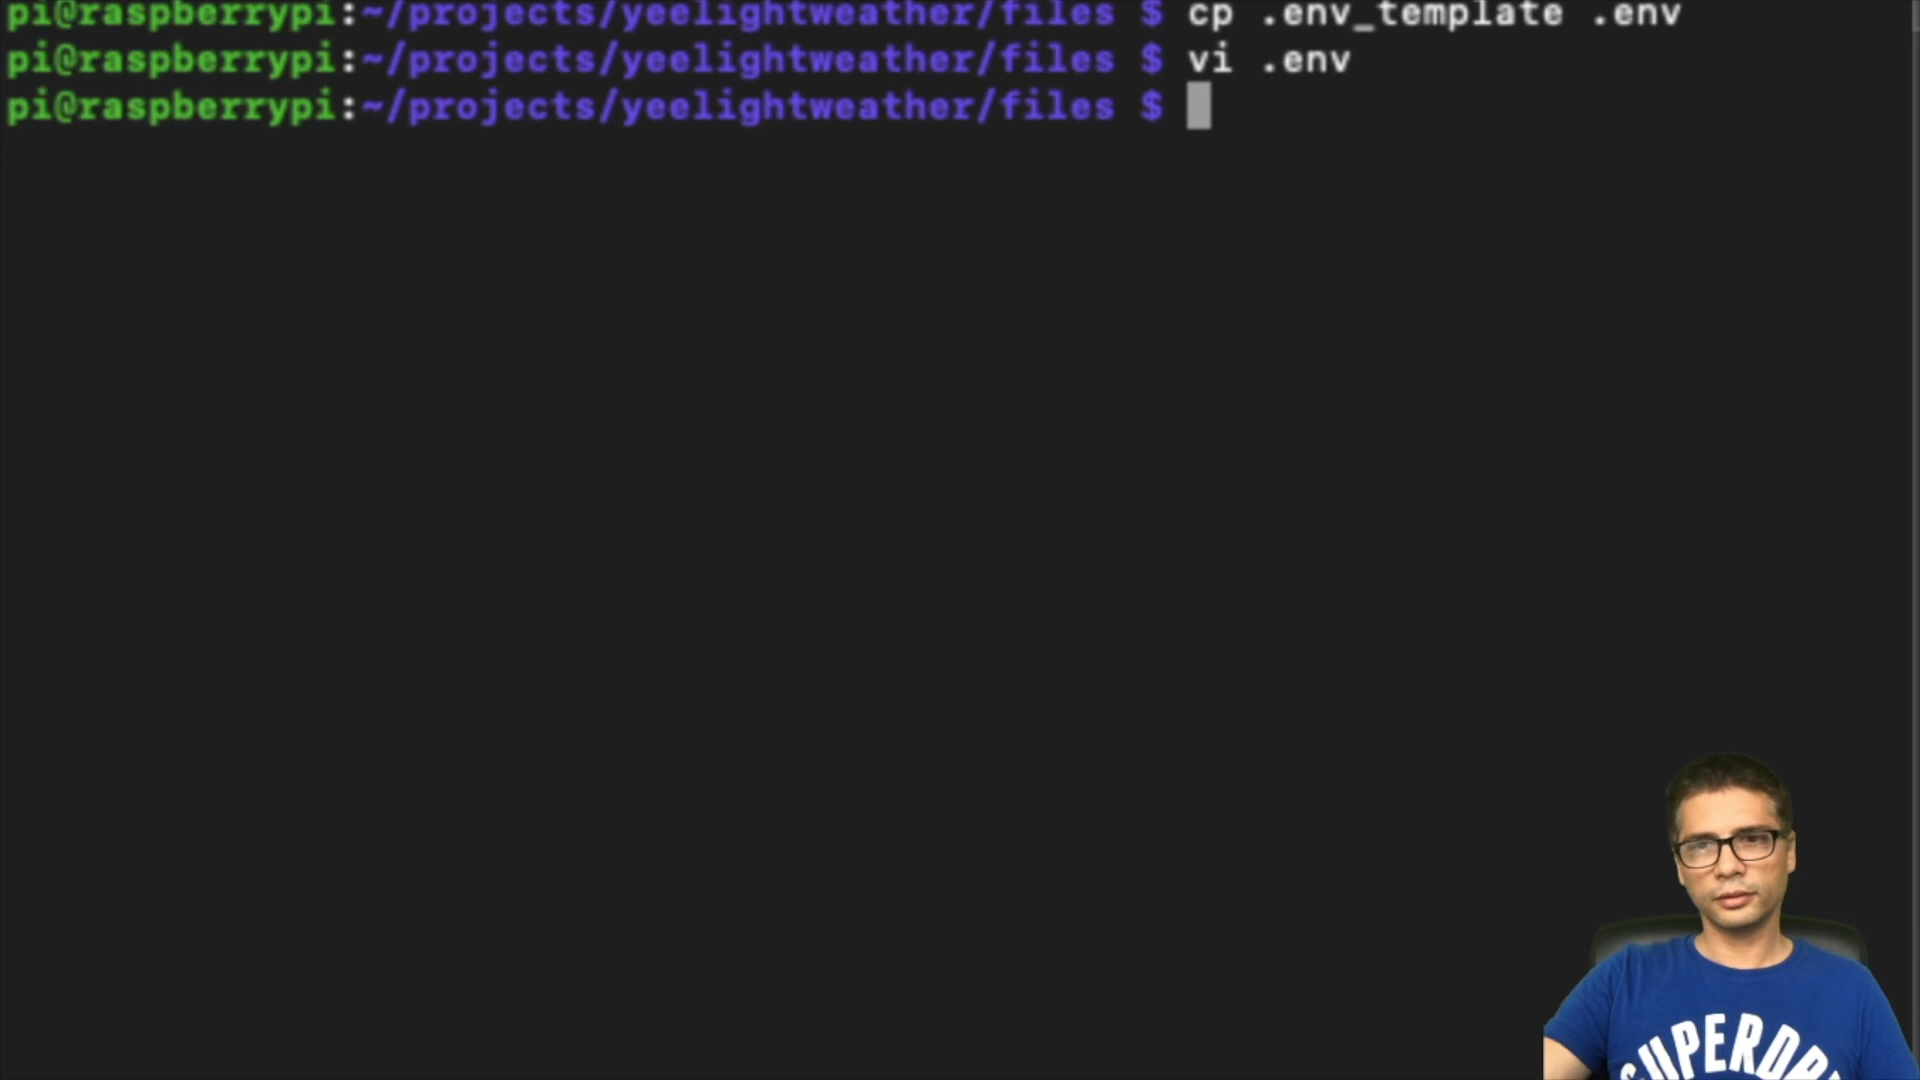 pi@raspberrypi:~/projects/yeelightweather/files $ cp .env_template .env
pi@raspberrypi:~/projects/yeelightweather/files $ vi .env
pi@raspberrypi:~/projects/yeelightweather/files $
SUPERDR